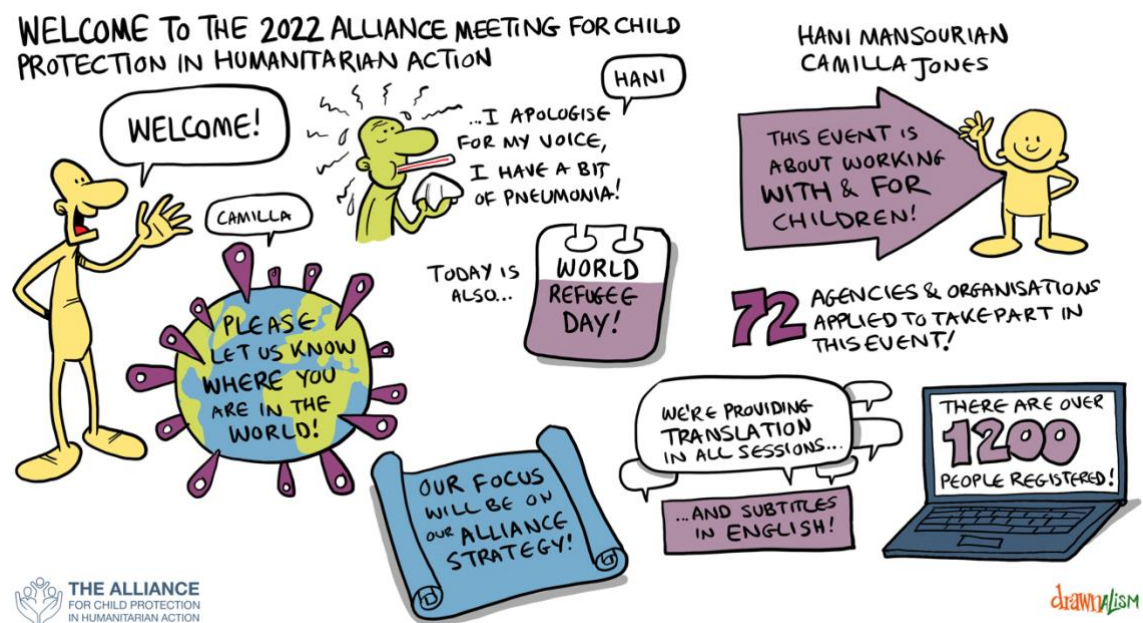 WELCOME TO THE 2022 ALLIANCE MEETING FOR CHILD
PROTECTION IN HUMANITARIAN ACTION
HANI MANSOURIAN
CAMILLA JONES
WELCOME!
HANI
...I APOLOGISE
FOR MY VOICE,
I HAVE A BIT
OF PNEUMONIA!
THIS EVENT IS
ABOUT WORKING
WITH & FOR
CHILDREN!
CAMILLA
PLEASE
LET US KNOW
WHERE YOU
ARE IN THE
WORLD!
TODAY IS
ALSO...
WORLD
REFUGEE
DAY!
72 AGENCIES & ORGANISATIONS
APPLIED TO TAKE PART IN
THIS EVENT!
OUR FOCUS
WILL BE ON
OUR ALLIANCE
STRATEGY!
WE'RE PROVIDING
TRANSLATION
IN ALL SESSIONS...
...AND SUBTITLES
IN ENGLISH!
THERE ARE OVER
1200
PEOPLE REGISTERED!
THE ALLIANCE
FOR CHILD PROTECTION
IN HUMANITARIAN ACTION
drawnALISM